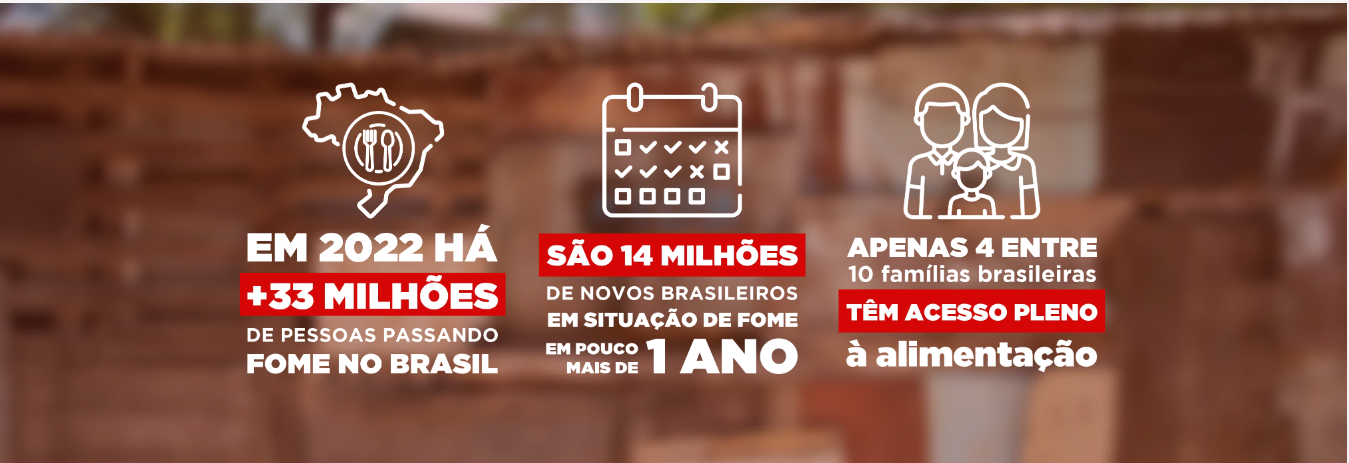 EM 2022 HÁ
+33 MILHÕES
DE PESSOAS PASSANDO
FOME NO BRASIL
SÃO 14 MILHÕES
DE NOVOS BRASILEIROS
EM SITUAÇÃO DE FOME
EM POUCO
MAIS DE 1 ANO
APENAS 4 ENTRE
10 famílias brasileiras
TÊM ACESSO PLENO
à alimentação